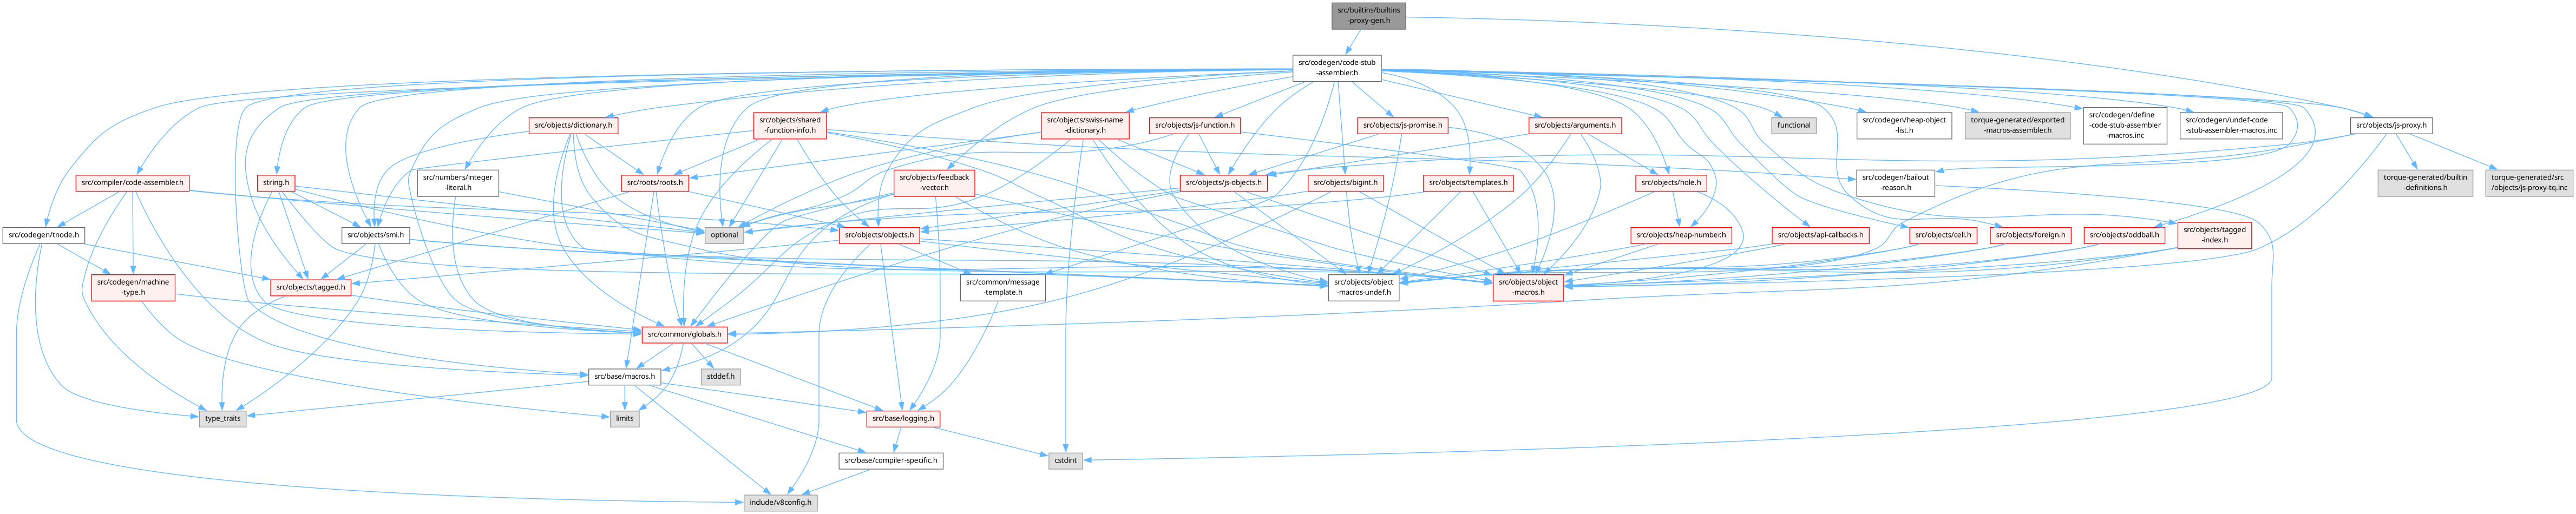 src/builtins/builtins
-proxy-gen.h
src/codegen/code-stub
-assembler.h
src/objects/dictionary.h
src/objects/shared
-function-info.h
src/objects/swiss-name
-dictionary.h
src/objects/js-function.h
src/objects/js-promise.h
src/objects/arguments.h
functional
src/codegen/heap-object
-list.h
torque-generated/exported
-macros-assembler.h
src/codegen/define
-code-stub-assembler
-macros.inc
src/codegen/undef-code
-stub-assembler-macros.inc
src/objects/js-proxy.h
src/compiler/code-assembler.h
string.h
src/numbers/integer
-literal.h
src/roots/roots.h
src/objects/feedback
-vector.h
src/objects/js-objects.h
src/objects/bigint.h
src/objects/templates.h
src/objects/hole.h
src/codegen/bailout
-reason.h
torque-generated/builtin
-definitions.h
torque-generated/src
/objects/js-proxy-tq.inc
src/codegen/tnode.h
src/objects/smi.h
optional
src/objects/objects.h
src/objects/heap-number.h
src/objects/api-callbacks.h
src/objects/cell.h
src/objects/foreign.h
src/objects/oddball.h
src/objects/tagged
-index.h
src/codegen/machine
-type.h
src/objects/tagged.h
src/common/message
-template.h
src/objects/object
-macros-undef.h
src/objects/object
-macros.h
src/common/globals.h
src/base/macros.h
stddef.h
type_traits
limits
src/base/logging.h
src/base/compiler-specific.h
cstdint
include/v8config.h